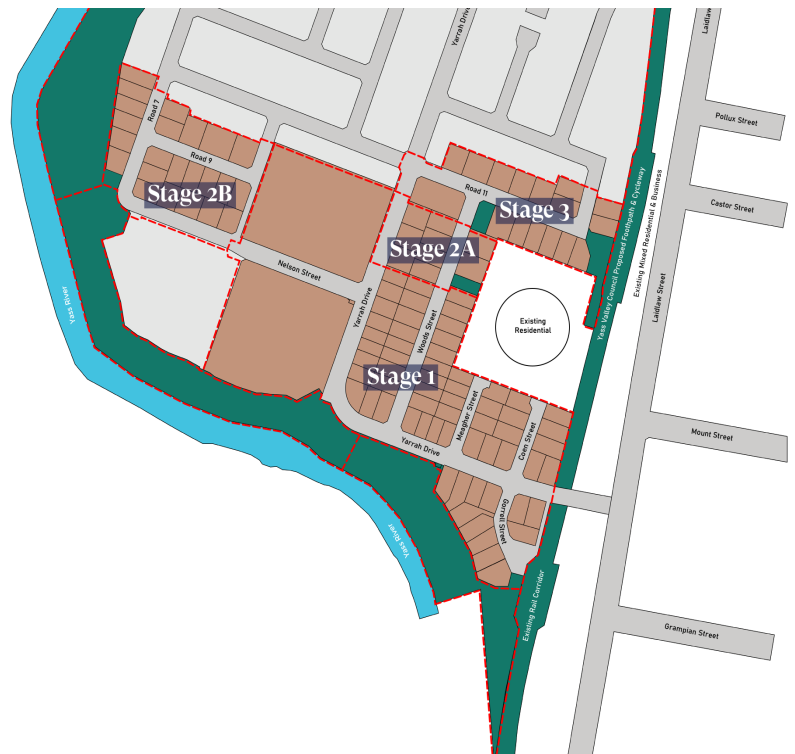 Yarrah Drive
Laidlaw
Pollux Street
Road 7
Road 9
Stage 2B
Road 11
Stage 3
Castor Street
Stage 2A
Nelson Street
Yarrah Drive
Woods Street
Existing
Residential
Yass Valley Council Proposed Footpath & Cycleway
Existing Mixed Residential & Business
Laidlaw Street
Yass River
Stage 1
Meagher Street
Coen Street
Mount Street
Yarrah Drive
Gorrell Street
Yass River
Existing Rail Corridor
Grampian Street